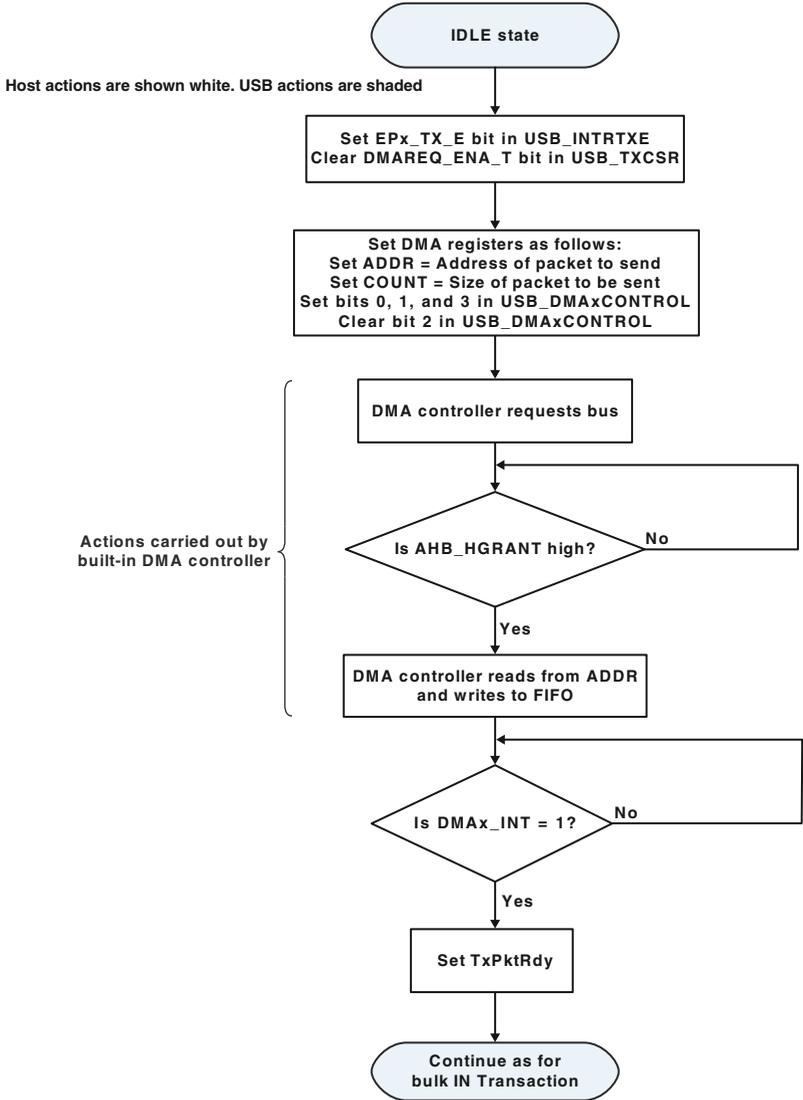 IDLE state
Host actions are shown white. USB actions are shaded
Set EPx_TX_E bit in USB_INTRTXE
Clear DMAREQ_ENA_T bit in USB_TXCSR
Set DMA registers as follows:
Set ADDR = Address of packet to send
Set COUNT = Size of packet to be sent
Set bits 0, 1, and 3 in USB_DMAxCONTROL
Clear bit 2 in USB_DMAxCONTROL
DMA controller requests bus
Actions carried out by
built-in DMA controller
Is AHB_HGRANT high?
No
Yes
DMA controller reads from ADDR
and writes to FIFO
Is DMAx_INT = 1?
No
Yes
Set TxPktRdy
Continue as for
bulk IN Transaction